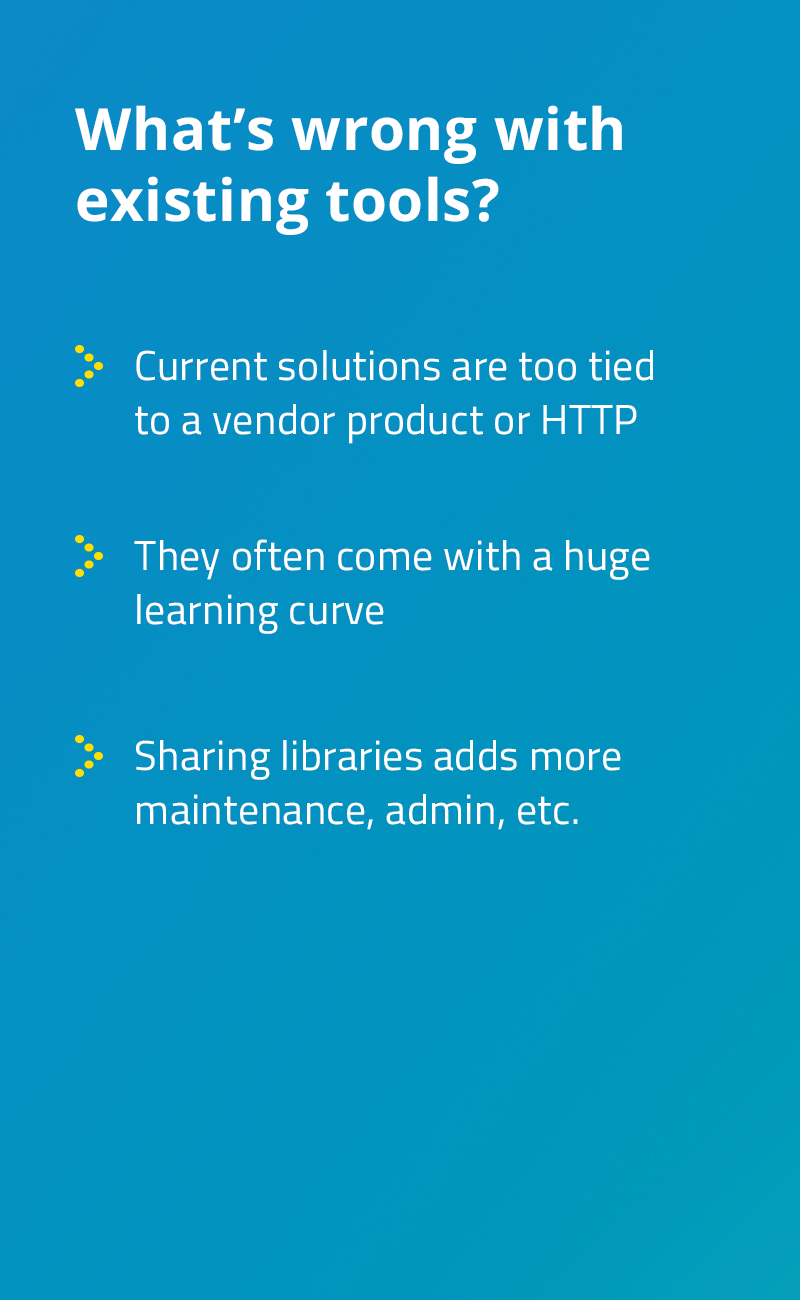 What’s wrong with
existing tools?
Current solutions are too tied
to a vendor product or HTTP
They often come with a huge
learning curve
Sharing libraries adds more
maintenance, admin, etc.